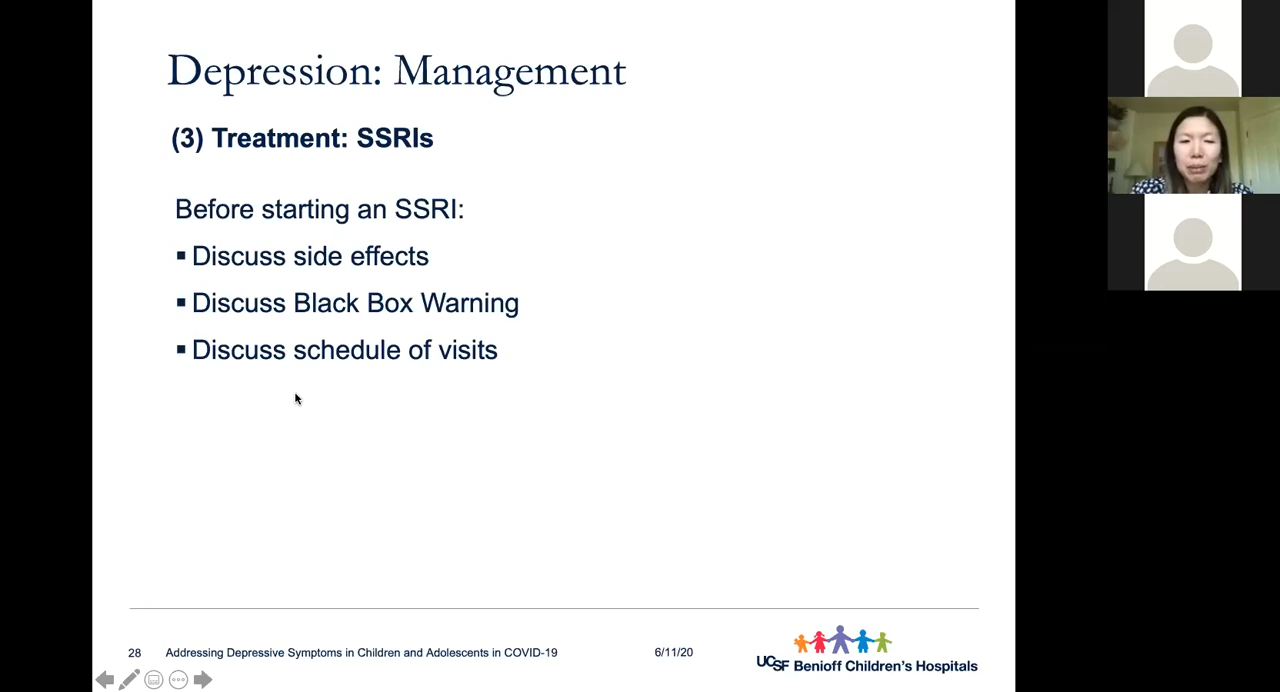 Depression: Management
(3) Treatment: SSRIs
Before starting an SSRI:
▪ Discuss side effects
▪ Discuss Black Box Warning
▪ Discuss schedule of visits
28 Addressing Depressive Symptoms in Children and Adolescents in COVID-19 6/11/20
UCSF Benioff Children's Hospitals